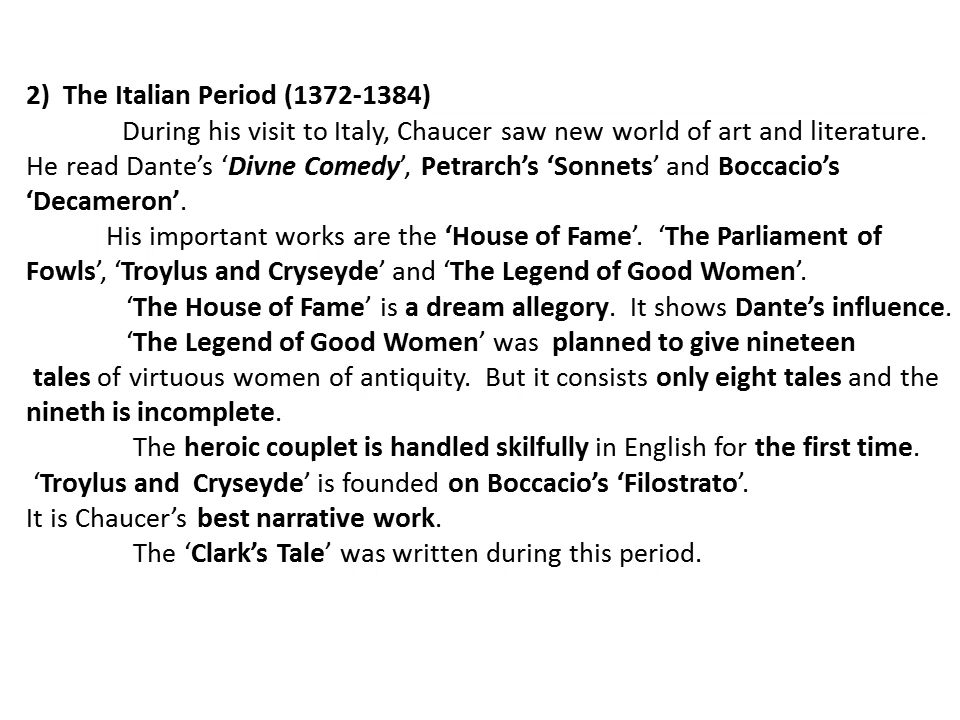 2) The Italian Period (1372-1384)
During his visit to Italy, Chaucer saw new world of art and literature.
He read Dante’s ‘Divne Comedy’, Petrarch’s ‘Sonnets’ and Boccacio’s
‘Decameron’.
His important works are the ‘House of Fame’. ‘The Parliament of
Fowls’, ‘Troylus and Cryseyde’ and ‘The Legend of Good Women’.
‘The House of Fame’ is a dream allegory. It shows Dante’s influence.
‘The Legend of Good Women’ was planned to give nineteen
tales of virtuous women of antiquity. But it consists only eight tales and the
nineth is incomplete.
The heroic couplet is handled skilfully in English for the first time.
‘Troylus and Cryseyde’ is founded on Boccacio’s ‘Filostrato’.
It is Chaucer’s best narrative work.
The ‘Clark’s Tale’ was written during this period.